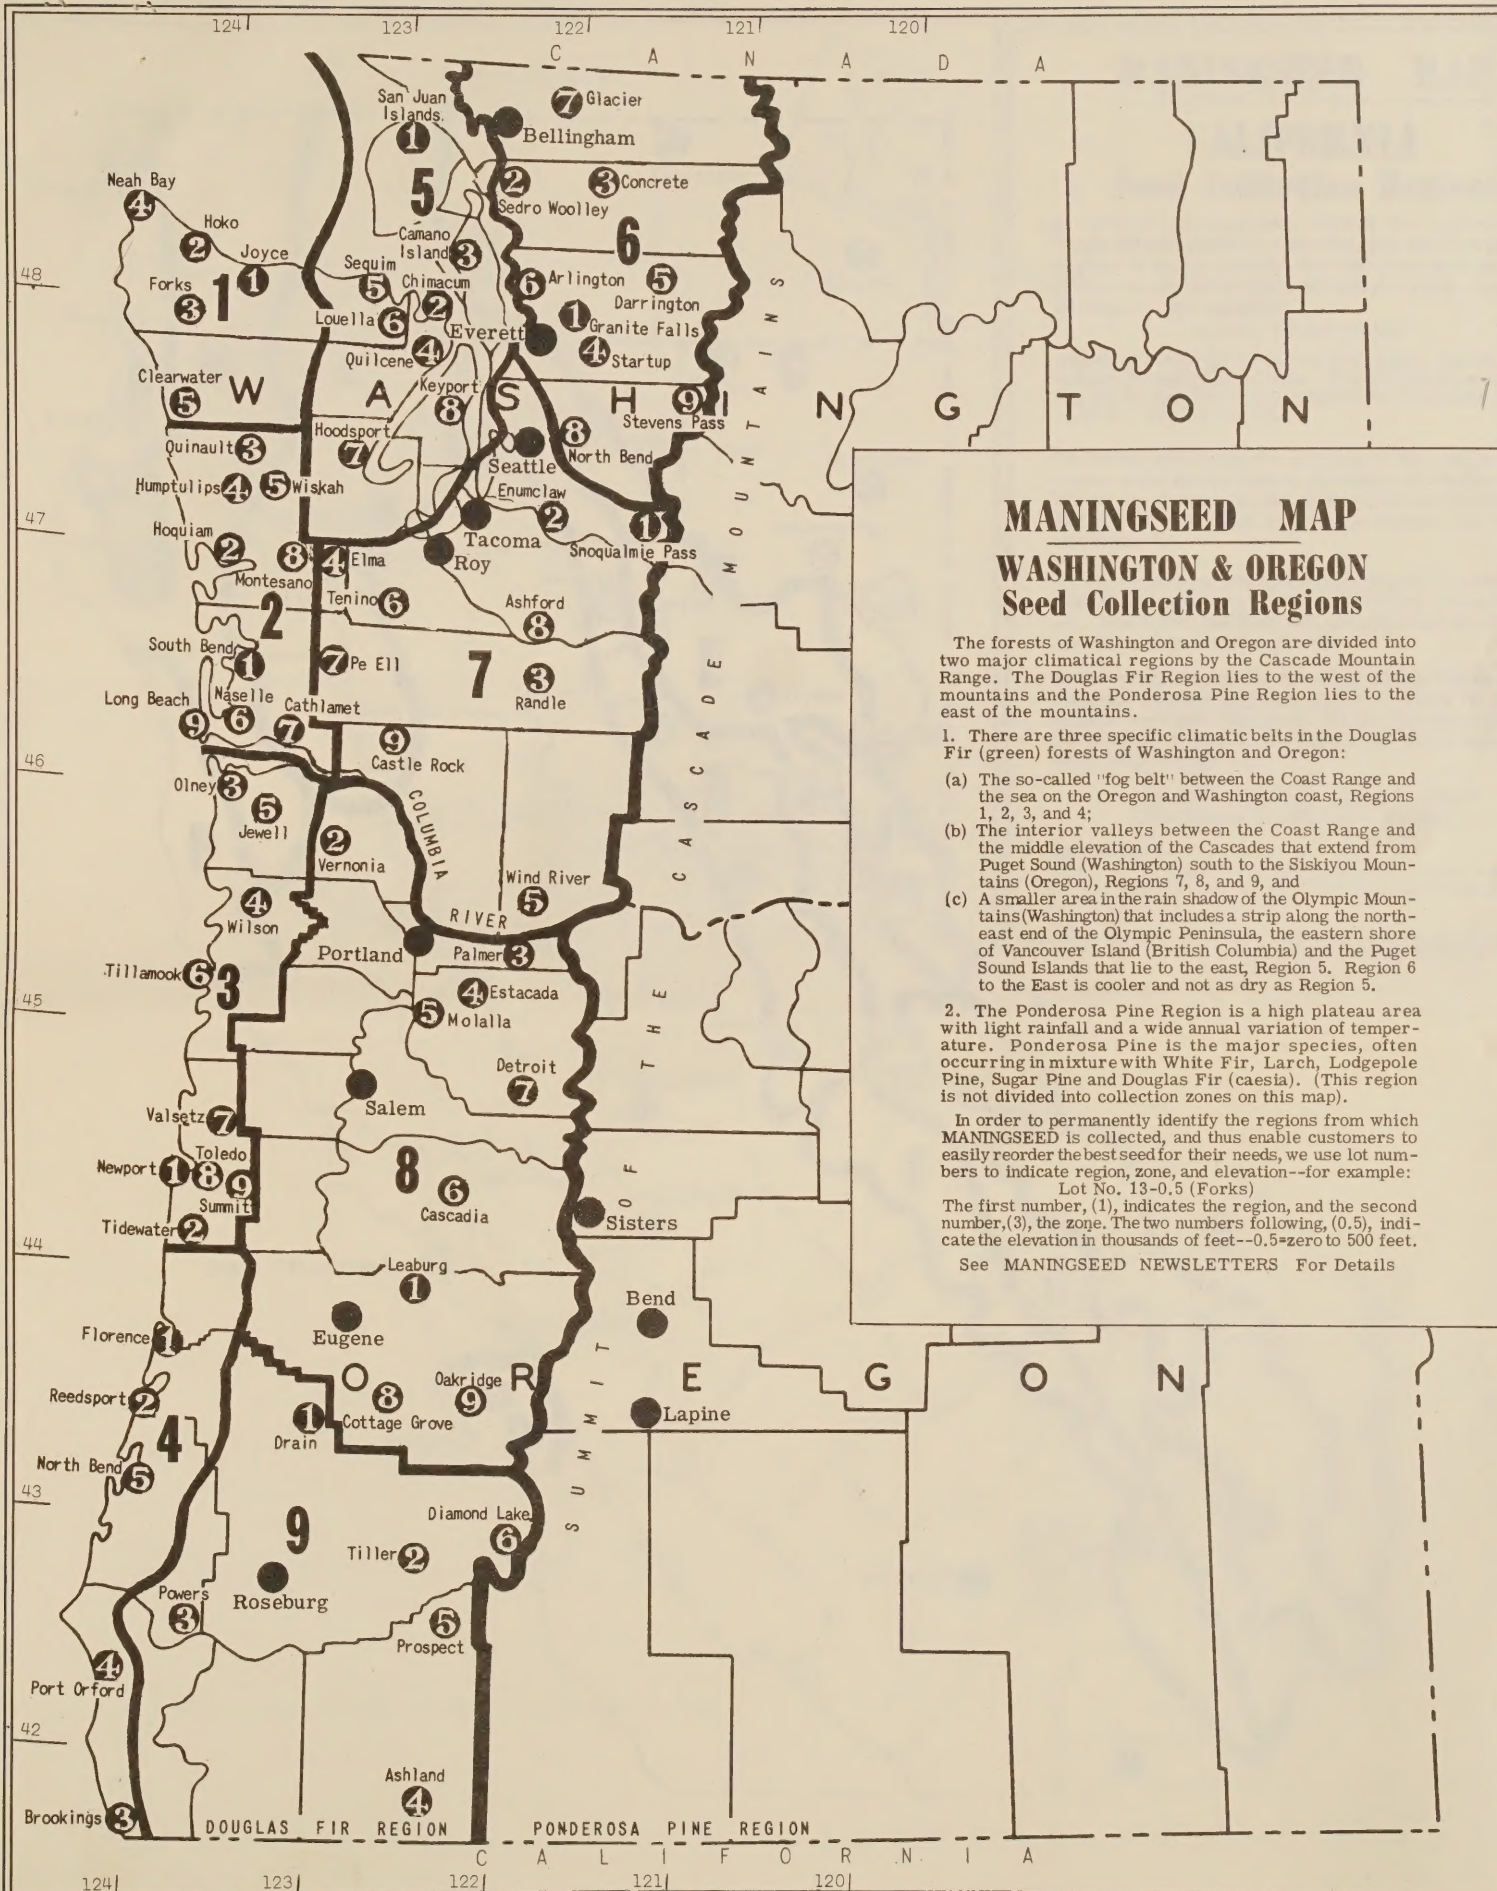 124 123 122 121 120
C A N A D A
San Juan
Islands
1
7 Glacier
Bellingham
5
2
Sedro Woolley
3 Concrete
6
Neah Bay
4
Hoko
2
Joyce
1
Forks
3
1
48
Camano
Island 3
Sequim
5
Chimacum
2
Louella 6
Quilcene 4
Everett
6 Arlington
5
Darrington
1
Granite Falls
4
Startup
Clearwater
5
W A S H I N G T O N
Keyport
8
9
Stevens Pass
Hoodsport
7
Quinault 3
Humptulips 4
5 Wiskah
Seattle
8
North Bend
Enumclaw
2
1
Snoqualmie Pass
47
Hoquiam
2
8
Montesano
4 Elma
Tacoma
Roy
Tenino 6
Ashford
8
2
South Bend
1
7 Pe Ell
7
3
Randle
Long Beach
9
Naselle
6
Cathlamet
7
9
Castle Rock
46
Olney 3
5
Jewell
2
Vernonia
COLUMBIA
RIVER
Wind River
5
4
Wilson
Portland
Palmer 3
Tillamook 6
3
4 Estacada
5
Molalla
45
Detroit
7
Salem
Valsetz 7
Newport 1
Toledo
8
9
Summit
8
6
Cascadia
Tidewater 2
Sisters
44
Leaburg
1
Eugene
Bend
Florence 1
O R E G O N
Reedsport 2
8
Cottage Grove
Oakridge
9
1
Drain
Lapine
4
North Bend
5
43
9
Diamond Lake
6
Tiller 2
Roseburg
Powers
3
5
Prospect
4
Port Orford
42
Ashland
4
Brookings 3
SUMMIT OF THE CASCADE MOUNTAINS
DOUGLAS FIR REGION
PONDEROSA PINE REGION
C A L I F O R N I A
124 123 122 121 120
MANINGSEED MAP
WASHINGTON & OREGON
Seed Collection Regions
The forests of Washington and Oregon are divided into
two major climatical regions by the Cascade Mountain
Range. The Douglas Fir Region lies to the west of the
mountains and the Ponderosa Pine Region lies to the
east of the mountains.
1. There are three specific climatic belts in the Douglas
Fir (green) forests of Washington and Oregon:
(a) The so-called "fog belt" between the Coast Range and
the sea on the Oregon and Washington coast, Regions
1, 2, 3, and 4;
(b) The interior valleys between the Coast Range and
the middle elevation of the Cascades that extend from
Puget Sound (Washington) south to the Siskiyou Moun-
tains (Oregon), Regions 7, 8, and 9, and
(c) A smaller area in the rain shadow of the Olympic Moun-
tains (Washington) that includes a strip along the north-
east end of the Olympic Peninsula, the eastern shore
of Vancouver Island (British Columbia) and the Puget
Sound Islands that lie to the east, Region 5. Region 6
to the East is cooler and not as dry as Region 5.
2. The Ponderosa Pine Region is a high plateau area
with light rainfall and a wide annual variation of temper-
ature. Ponderosa Pine is the major species, often
occurring in mixture with White Fir, Larch, Lodgepole
Pine, Sugar Pine and Douglas Fir (caesia). (This region
is not divided into collection zones on this map).
In order to permanently identify the regions from which
MANINGSEED is collected, and thus enable customers to
easily reorder the best seed for their needs, we use lot num-
bers to indicate region, zone, and elevation--for example:
Lot No. 13-0.5 (Forks)
The first number, (1), indicates the region, and the second
number, (3), the zone. The two numbers following, (0.5), indi-
cate the elevation in thousands of feet--0.5=zero to 500 feet.
See MANINGSEED NEWSLETTERS For Details